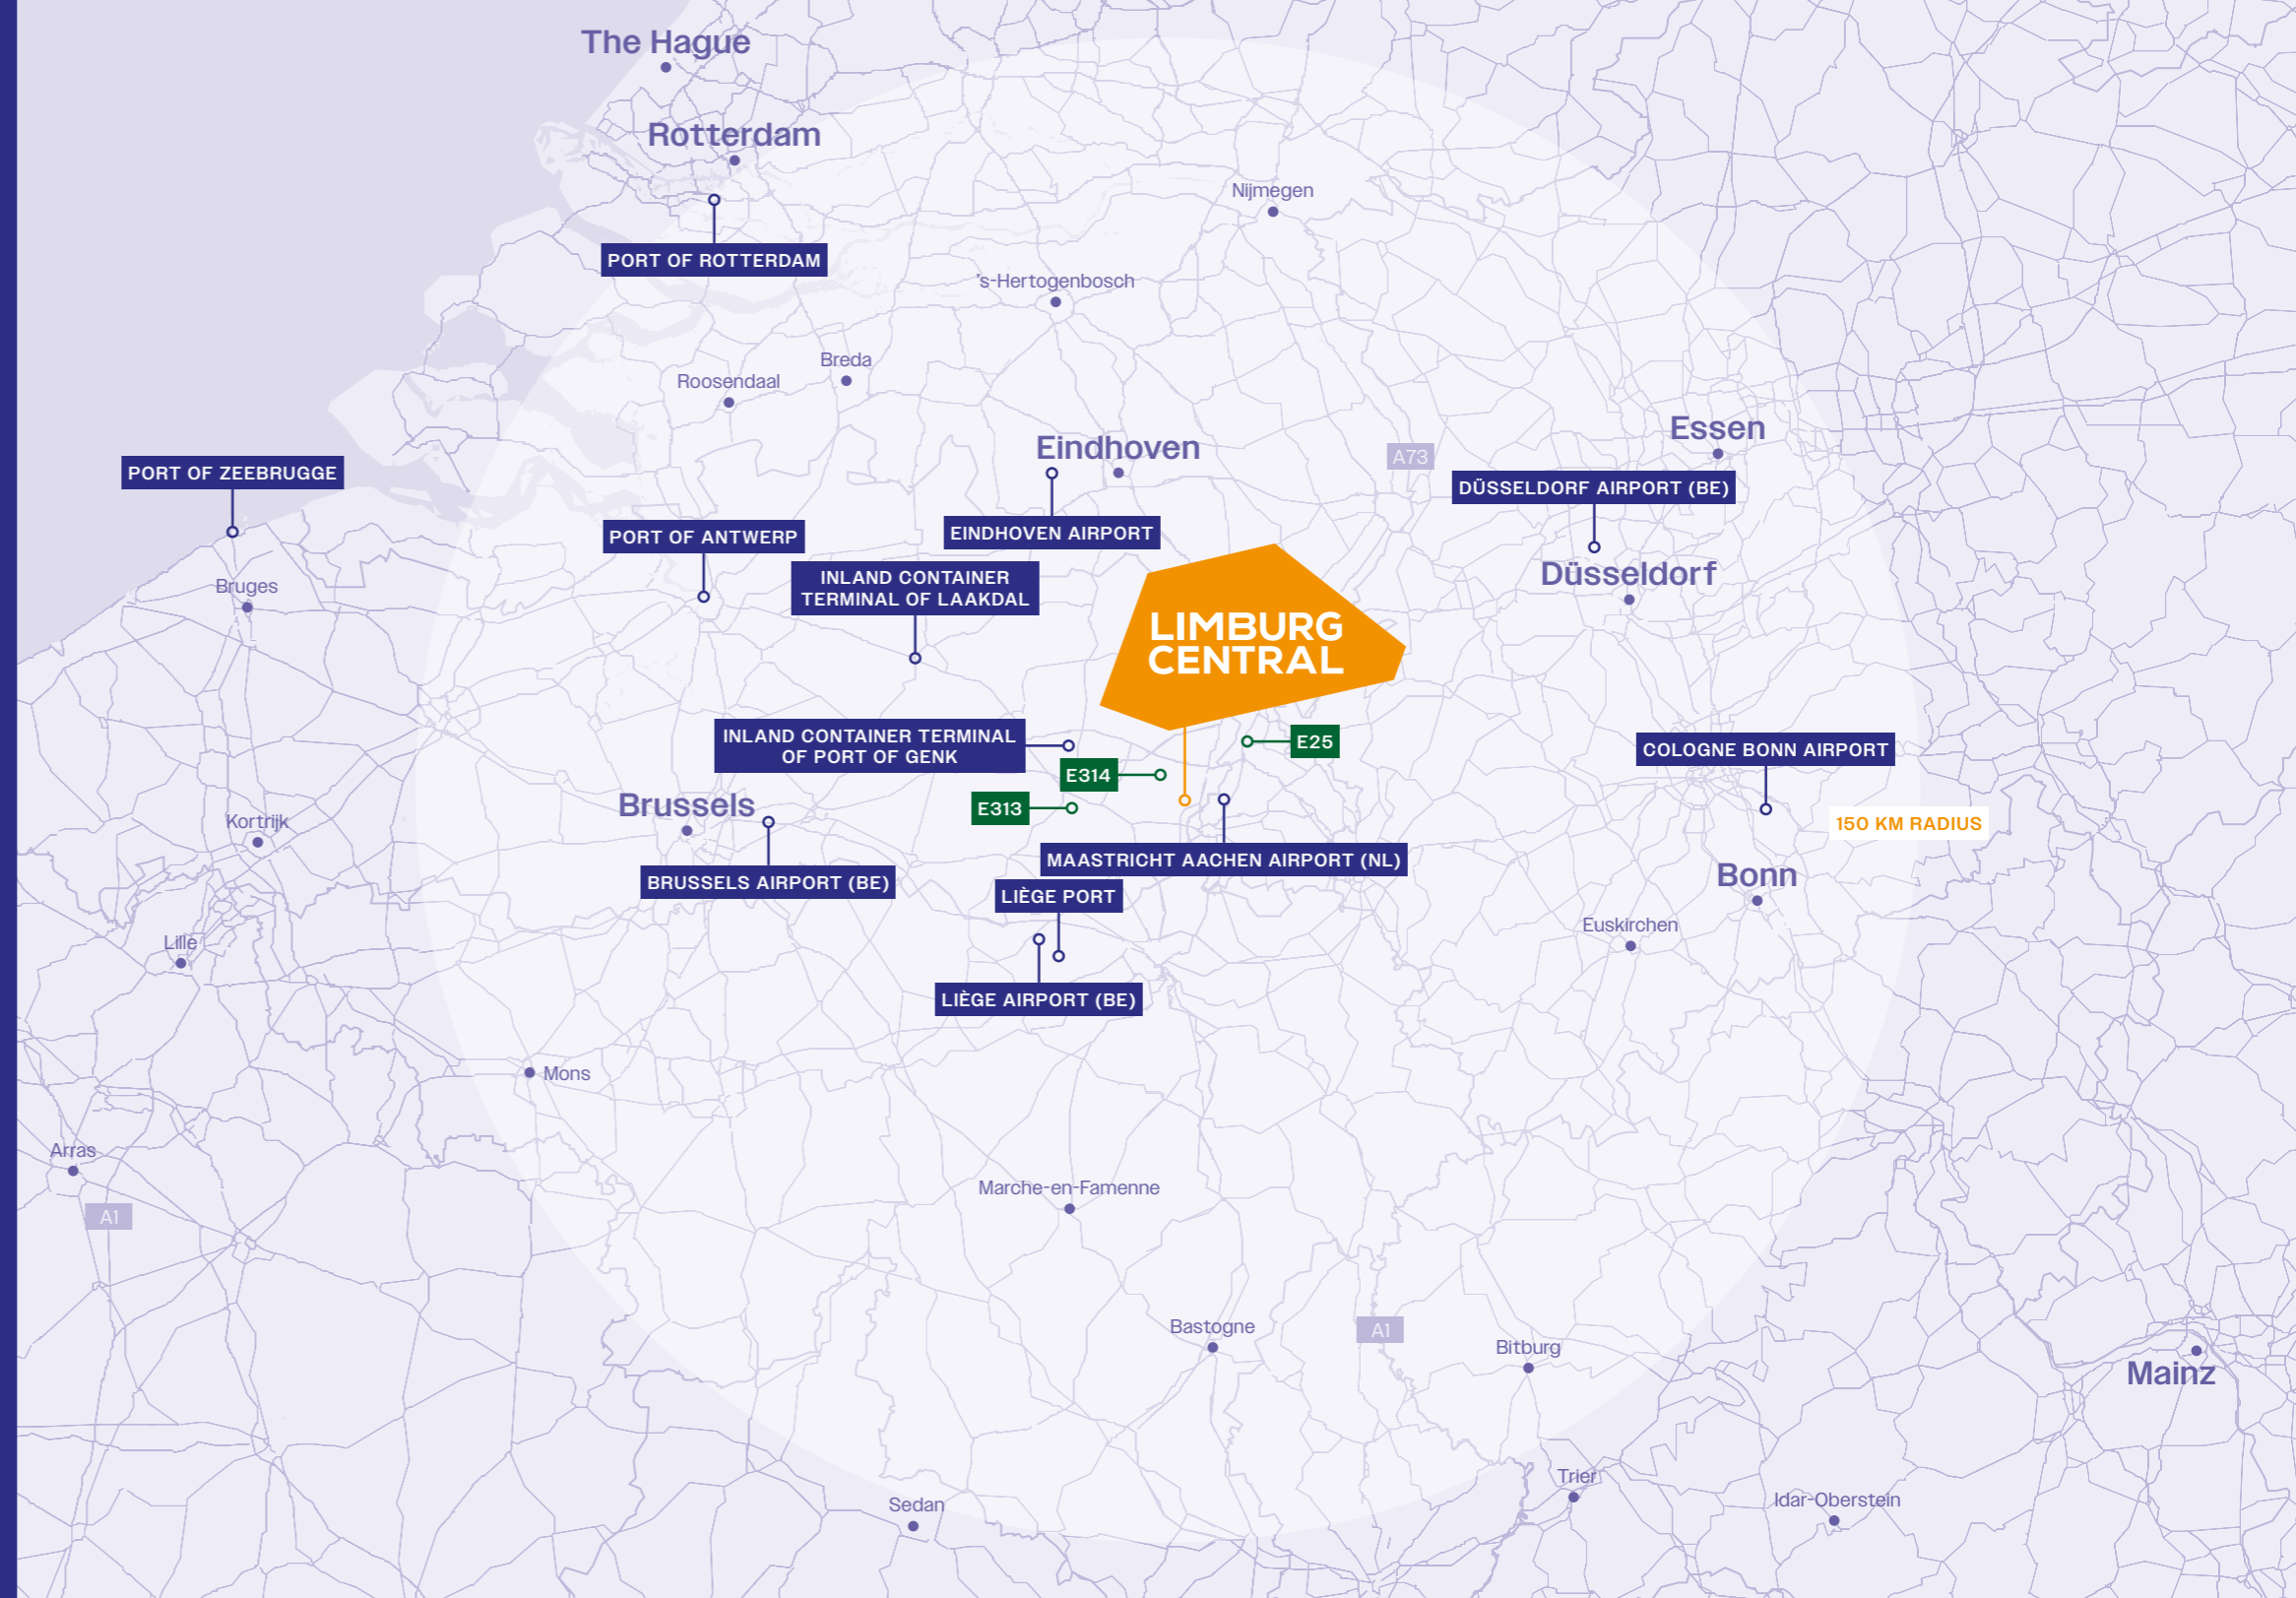 The Hague
Rotterdam
PORT OF ROTTERDAM
Nijmegen
's-Hertogenbosch
Breda
Roosendaal
Essen
Eindhoven
A73
PORT OF ZEEBRUGGE
DÜSSELDORF AIRPORT (BE)
EINDHOVEN AIRPORT
PORT OF ANTWERP
INLAND CONTAINER
TERMINAL OF LAAKDAL
Düsseldorf
Bruges
LIMBURG
CENTRAL
INLAND CONTAINER TERMINAL
OF PORT OF GENK
E25
COLOGNE BONN AIRPORT
E314
E313
Brussels
Kortrijk
150 KM RADIUS
MAASTRICHT AACHEN AIRPORT (NL)
BRUSSELS AIRPORT (BE)
LIÈGE PORT
Bonn
Euskirchen
Lille
LIÈGE AIRPORT (BE)
Mons
Arras
Marche-en-Famenne
A1
Bastogne
A1
Bitburg
Mainz
Trier
Sedan
Idar-Oberstein